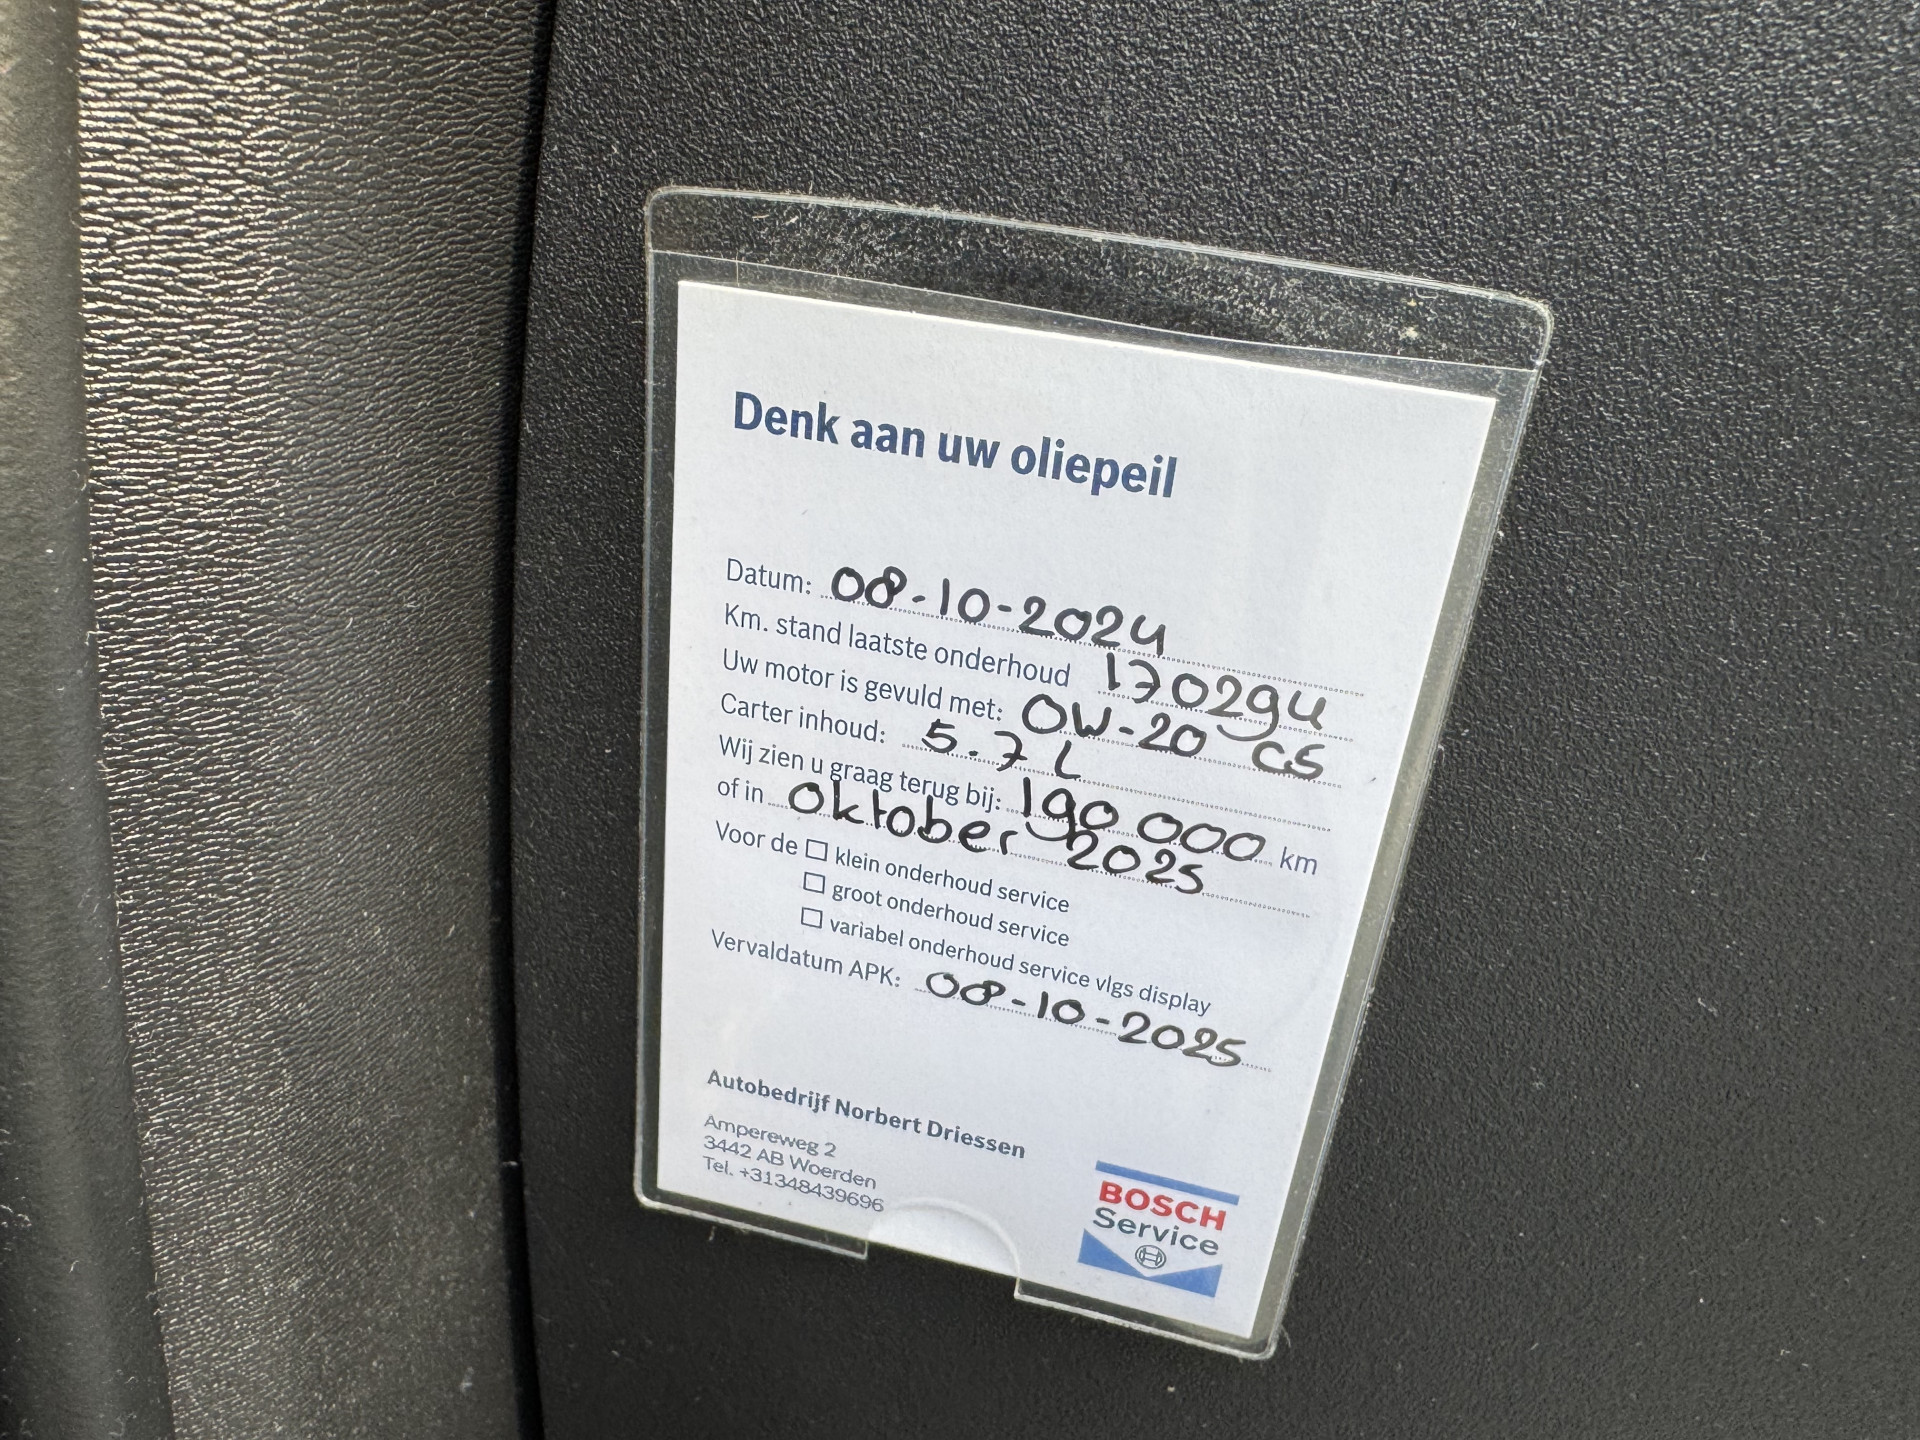 Denk aan uw oliepeil
Datum: 08-10-2024
Km. stand laatste onderhoud 170294
Uw motor is gevuld met: 0W-20 C5
Carter inhoud: 5.7 L
Wij zien u graag terug bij: 190 000 km
of in Oktober 2025
Voor de ☐ klein onderhoud service
☐ groot onderhoud service
☐ variabel onderhoud service vlgs display
Vervaldatum APK: 08-10-2025
Autobedrijf Norbert Driessen
Ampereweg 2
3442 AB Woerden
Tel. +31348439696
BOSCH
Service